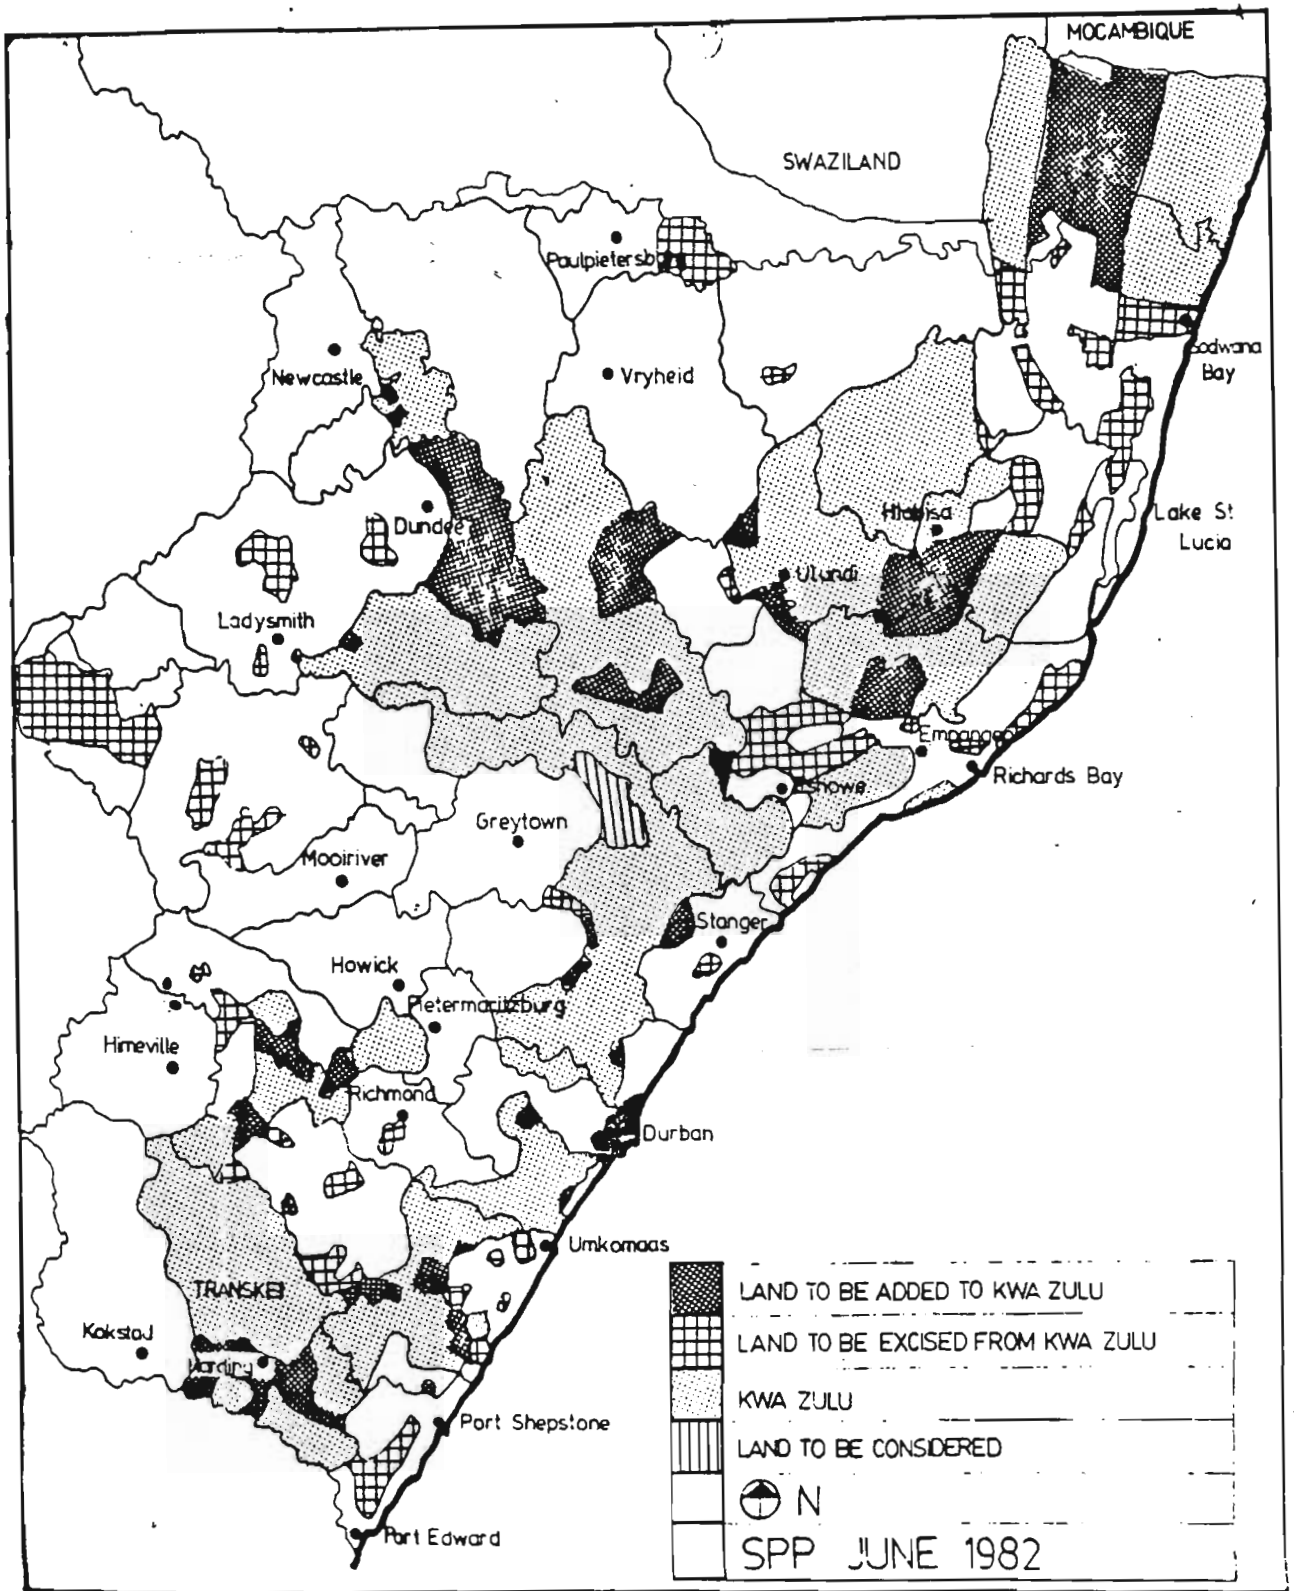 MOCAMBIQUE
SWAZILAND
Paulpietersburg
Newcastle
Vryheid
Sodwana
Bay
Dundee
Hlabisa
Lake St
Lucia
Ulundi
Ladysmith
Empangeni
Richards Bay
Eshowe
Greytown
Mooiriver
Stanger
Howick
Pietermaritzburg
Himeville
Richmond
Durban
Umkomaas
TRANSKEI
Kokstad
Harding
Port Shepstone
Port Edward
LAND TO BE ADDED TO KWA ZULU
LAND TO BE EXCISED FROM KWA ZULU
KWA ZULU
LAND TO BE CONSIDERED
N
SPP JUNE 1982